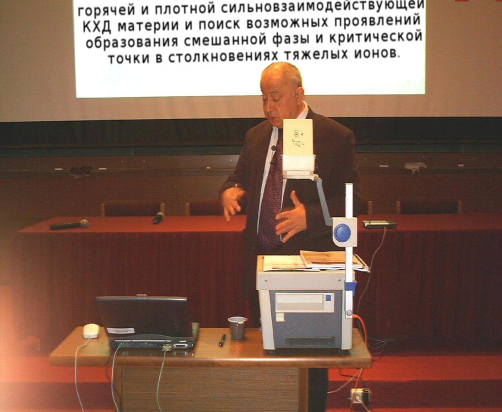 горячей и плотной сильновзаимодействующей
КХД материи и поиск возможных проявлений
образования смешанной фазы и критической
точки в столкновениях тяжелых ионов.